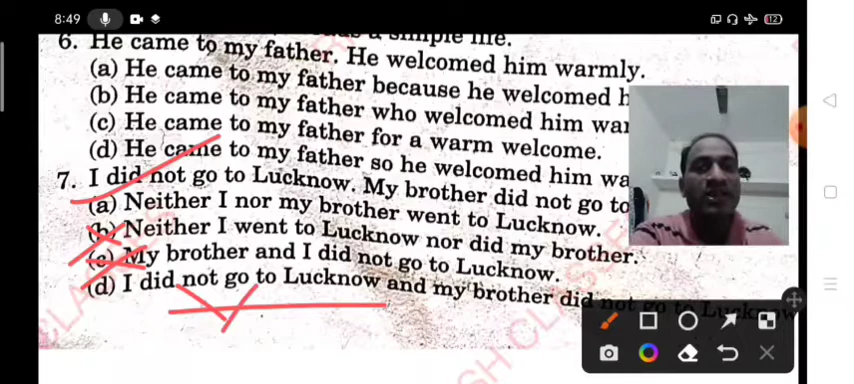 8:49
12
simple life.
6. He came to my father. He welcomed him warmly.
(a) He came to my father because he welcomed h
(b) He came to my father who welcomed him war
(c) He came to my father for a warm welcome.
(d) He came to my father so he welcomed him wa
7. I did not go to Lucknow. My brother did not go to
(a) Neither I nor my brother went to Lucknow.
(b) Neither I went to Lucknow nor did my brother.
(c) My brother and I did not go to Lucknow.
(d) I did not go to Lucknow and my brother did not go to Lucknow